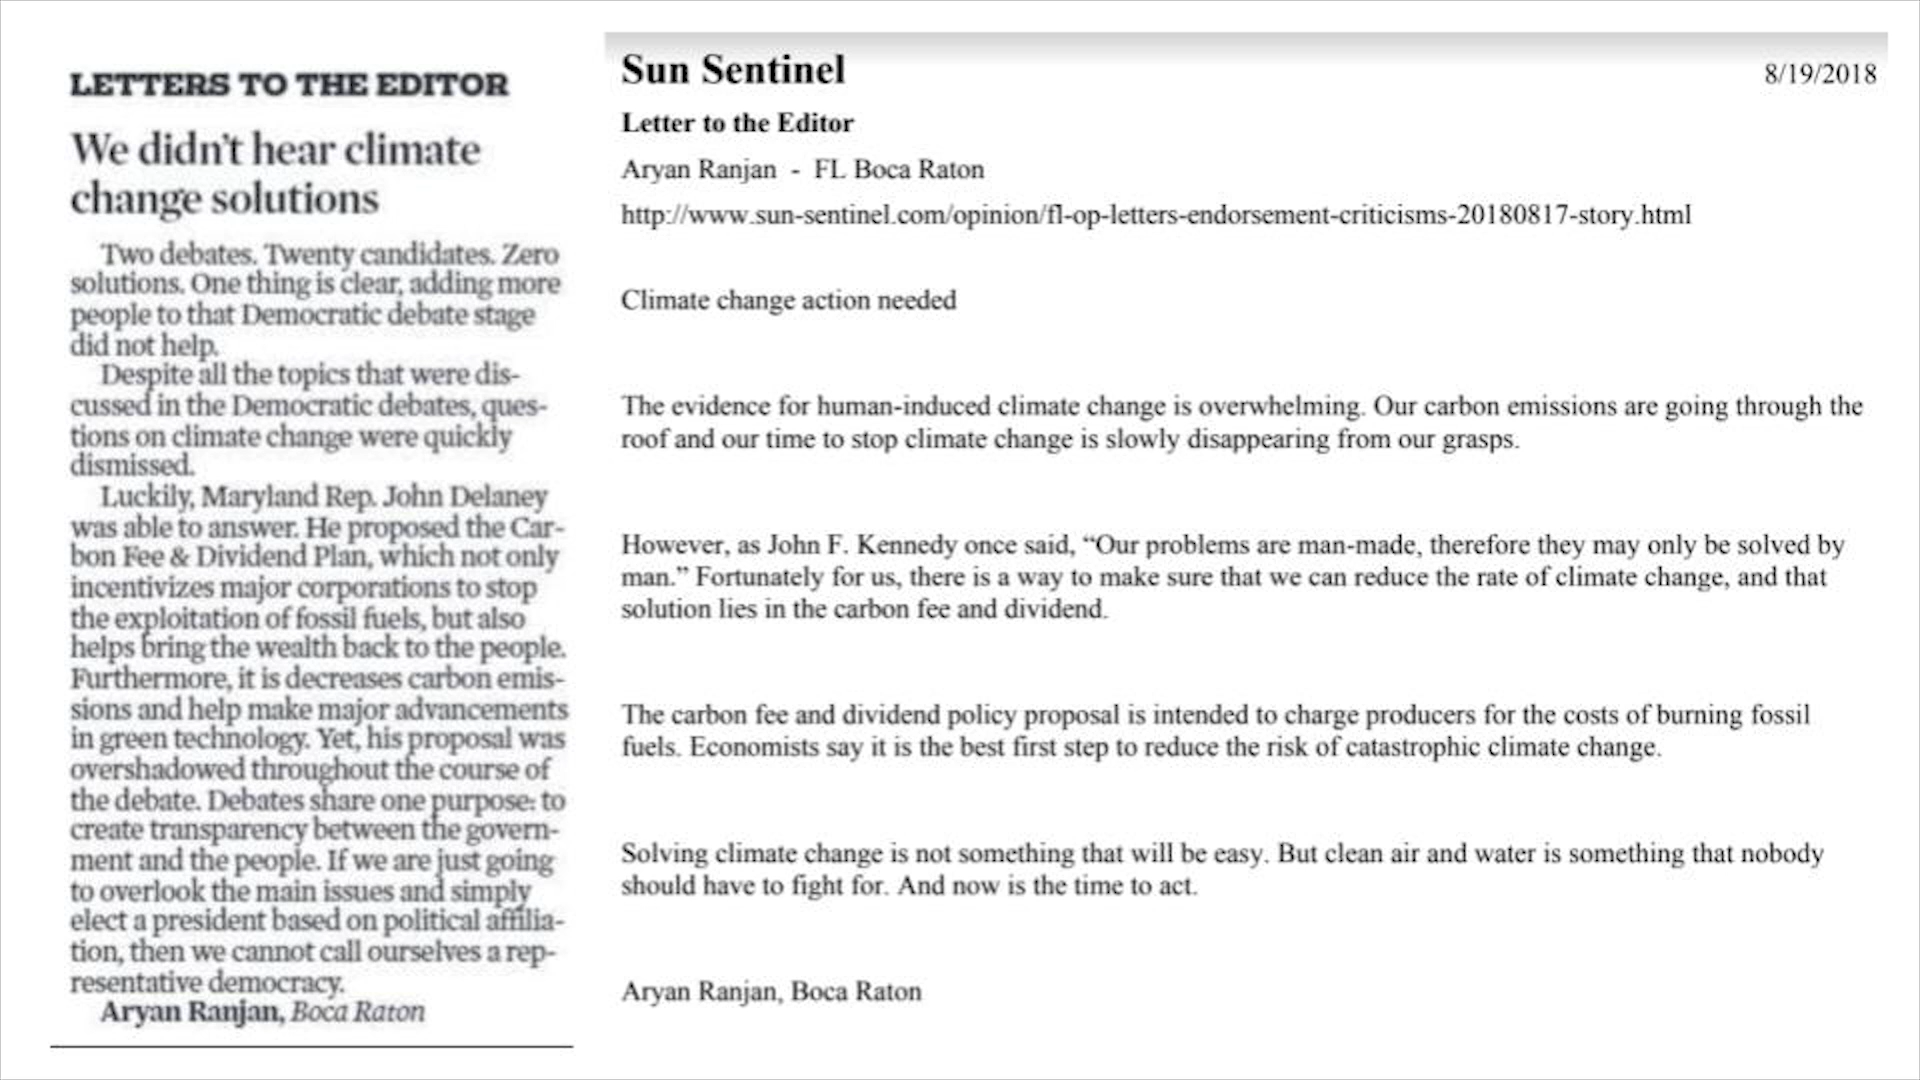 LETTERS TO THE EDITOR
We didn't hear climate
change solutions
Two debates. Twenty candidates. Zero
solutions. One thing is clear, adding more
people to that Democratic debate stage
did not help.
Despite all the topics that were dis-
cussed in the Democratic debates, ques-
tions on climate change were quickly
dismissed.
Luckily, Maryland Rep. John Delaney
was able to answer. He proposed the Car-
bon Fee & Dividend Plan, which not only
incentivizes major corporations to stop
the exploitation of fossil fuels, but also
helps bring the wealth back to the people.
Furthermore, it is decreases carbon emis-
sions and help make major advancements
in green technology. Yet, his proposal was
overshadowed throughout the course of
the debate. Debates share one purpose: to
create transparency between the govern-
ment and the people. If we are just going
to overlook the main issues and simply
elect a president based on political affilia-
tion, then we cannot call ourselves a rep-
resentative democracy.
Aryan Ranjan, Boca Raton
Sun Sentinel 8/19/2018
Letter to the Editor
Aryan Ranjan - FL Boca Raton
http://www.sun-sentinel.com/opinion/fl-op-letters-endorsement-criticisms-20180817-story.html
Climate change action needed
The evidence for human-induced climate change is overwhelming. Our carbon emissions are going through the
roof and our time to stop climate change is slowly disappearing from our grasps.
However, as John F. Kennedy once said, “Our problems are man-made, therefore they may only be solved by
man.” Fortunately for us, there is a way to make sure that we can reduce the rate of climate change, and that
solution lies in the carbon fee and dividend.
The carbon fee and dividend policy proposal is intended to charge producers for the costs of burning fossil
fuels. Economists say it is the best first step to reduce the risk of catastrophic climate change.
Solving climate change is not something that will be easy. But clean air and water is something that nobody
should have to fight for. And now is the time to act.
Aryan Ranjan, Boca Raton